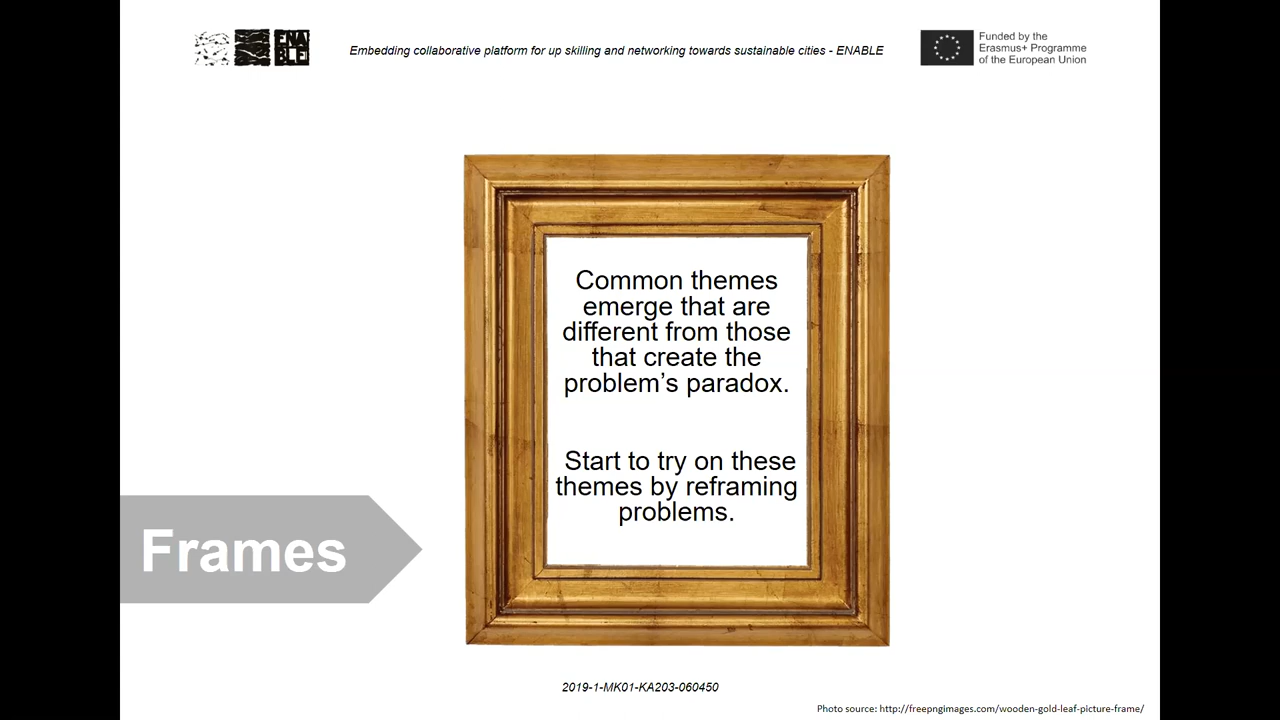 ENA
BLE
Embedding collaborative platform for up skilling and networking towards sustainable cities - ENABLE
Funded by the
Erasmus+ Programme
of the European Union
Common themes
emerge that are
different from those
that create the
problem’s paradox.
Start to try on these
themes by reframing
problems.
Frames
2019-1-MK01-KA203-060450
Photo source: http://freepngimages.com/wooden-gold-leaf-picture-frame/